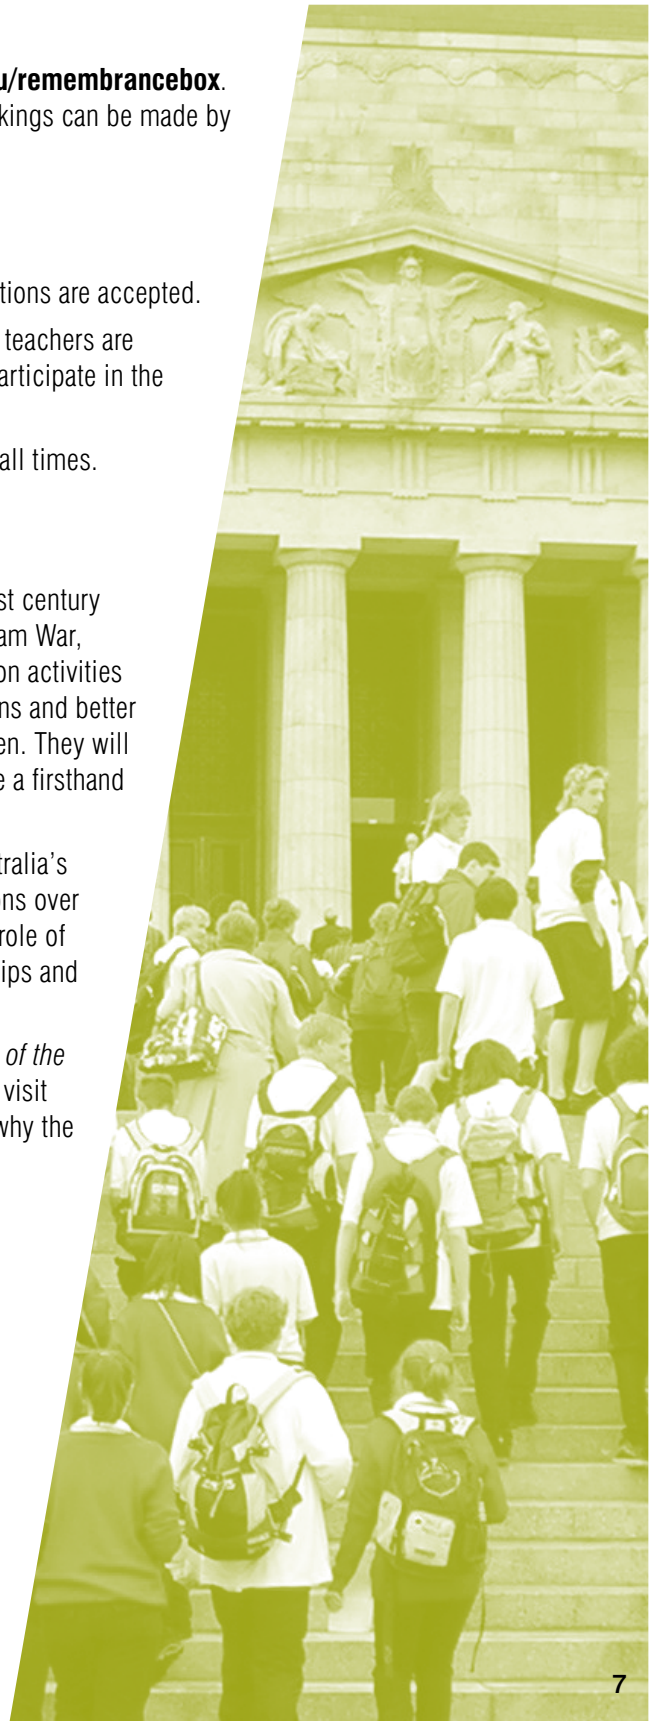 u/remembrancebox.
kings can be made by
tions are accepted.
teachers are
articipate in the
all times.
st century
am War,
on activities
ns and better
en. They will
e a firsthand
tralia’s
ons over
role of
ips and
of the
visit
why the
7